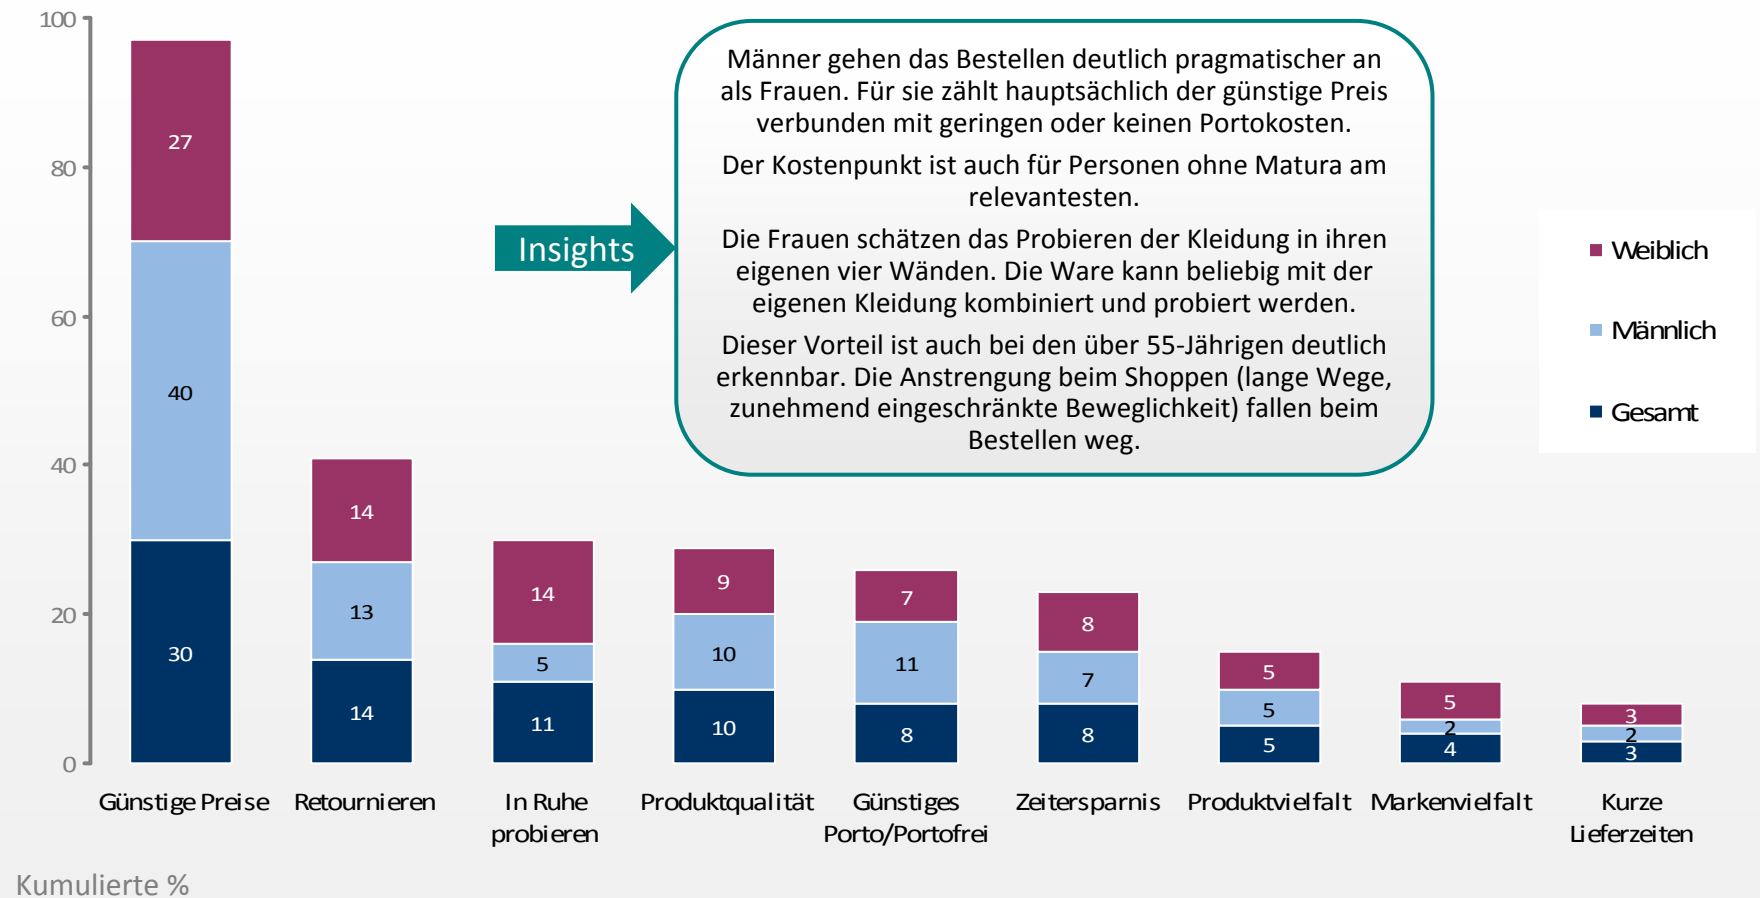 100
80
60
40
20
0
27
40
30
14
13
14
14
5
11
9
10
10
7
11
8
8
7
8
5
5
5
5
2
4
3
2
3
Günstige Preise
Retournieren
In Ruhe
probieren
Produktqualität
Günstiges
Porto/Portofrei
Zeitersparnis
Produktvielfalt
Markenvielfalt
Kurze
Lieferzeiten
Kumulierte %
Insights
Männer gehen das Bestellen deutlich pragmatischer an
als Frauen. Für sie zählt hauptsächlich der günstige Preis
verbunden mit geringen oder keinen Portokosten.
Der Kostenpunkt ist auch für Personen ohne Matura am
relevantesten.
Die Frauen schätzen das Probieren der Kleidung in ihren
eigenen vier Wänden. Die Ware kann beliebig mit der
eigenen Kleidung kombiniert und probiert werden.
Dieser Vorteil ist auch bei den über 55-Jährigen deutlich
erkennbar. Die Anstrengung beim Shoppen (lange Wege,
zunehmend eingeschränkte Beweglichkeit) fallen beim
Bestellen weg.
Weiblich
Männlich
Gesamt